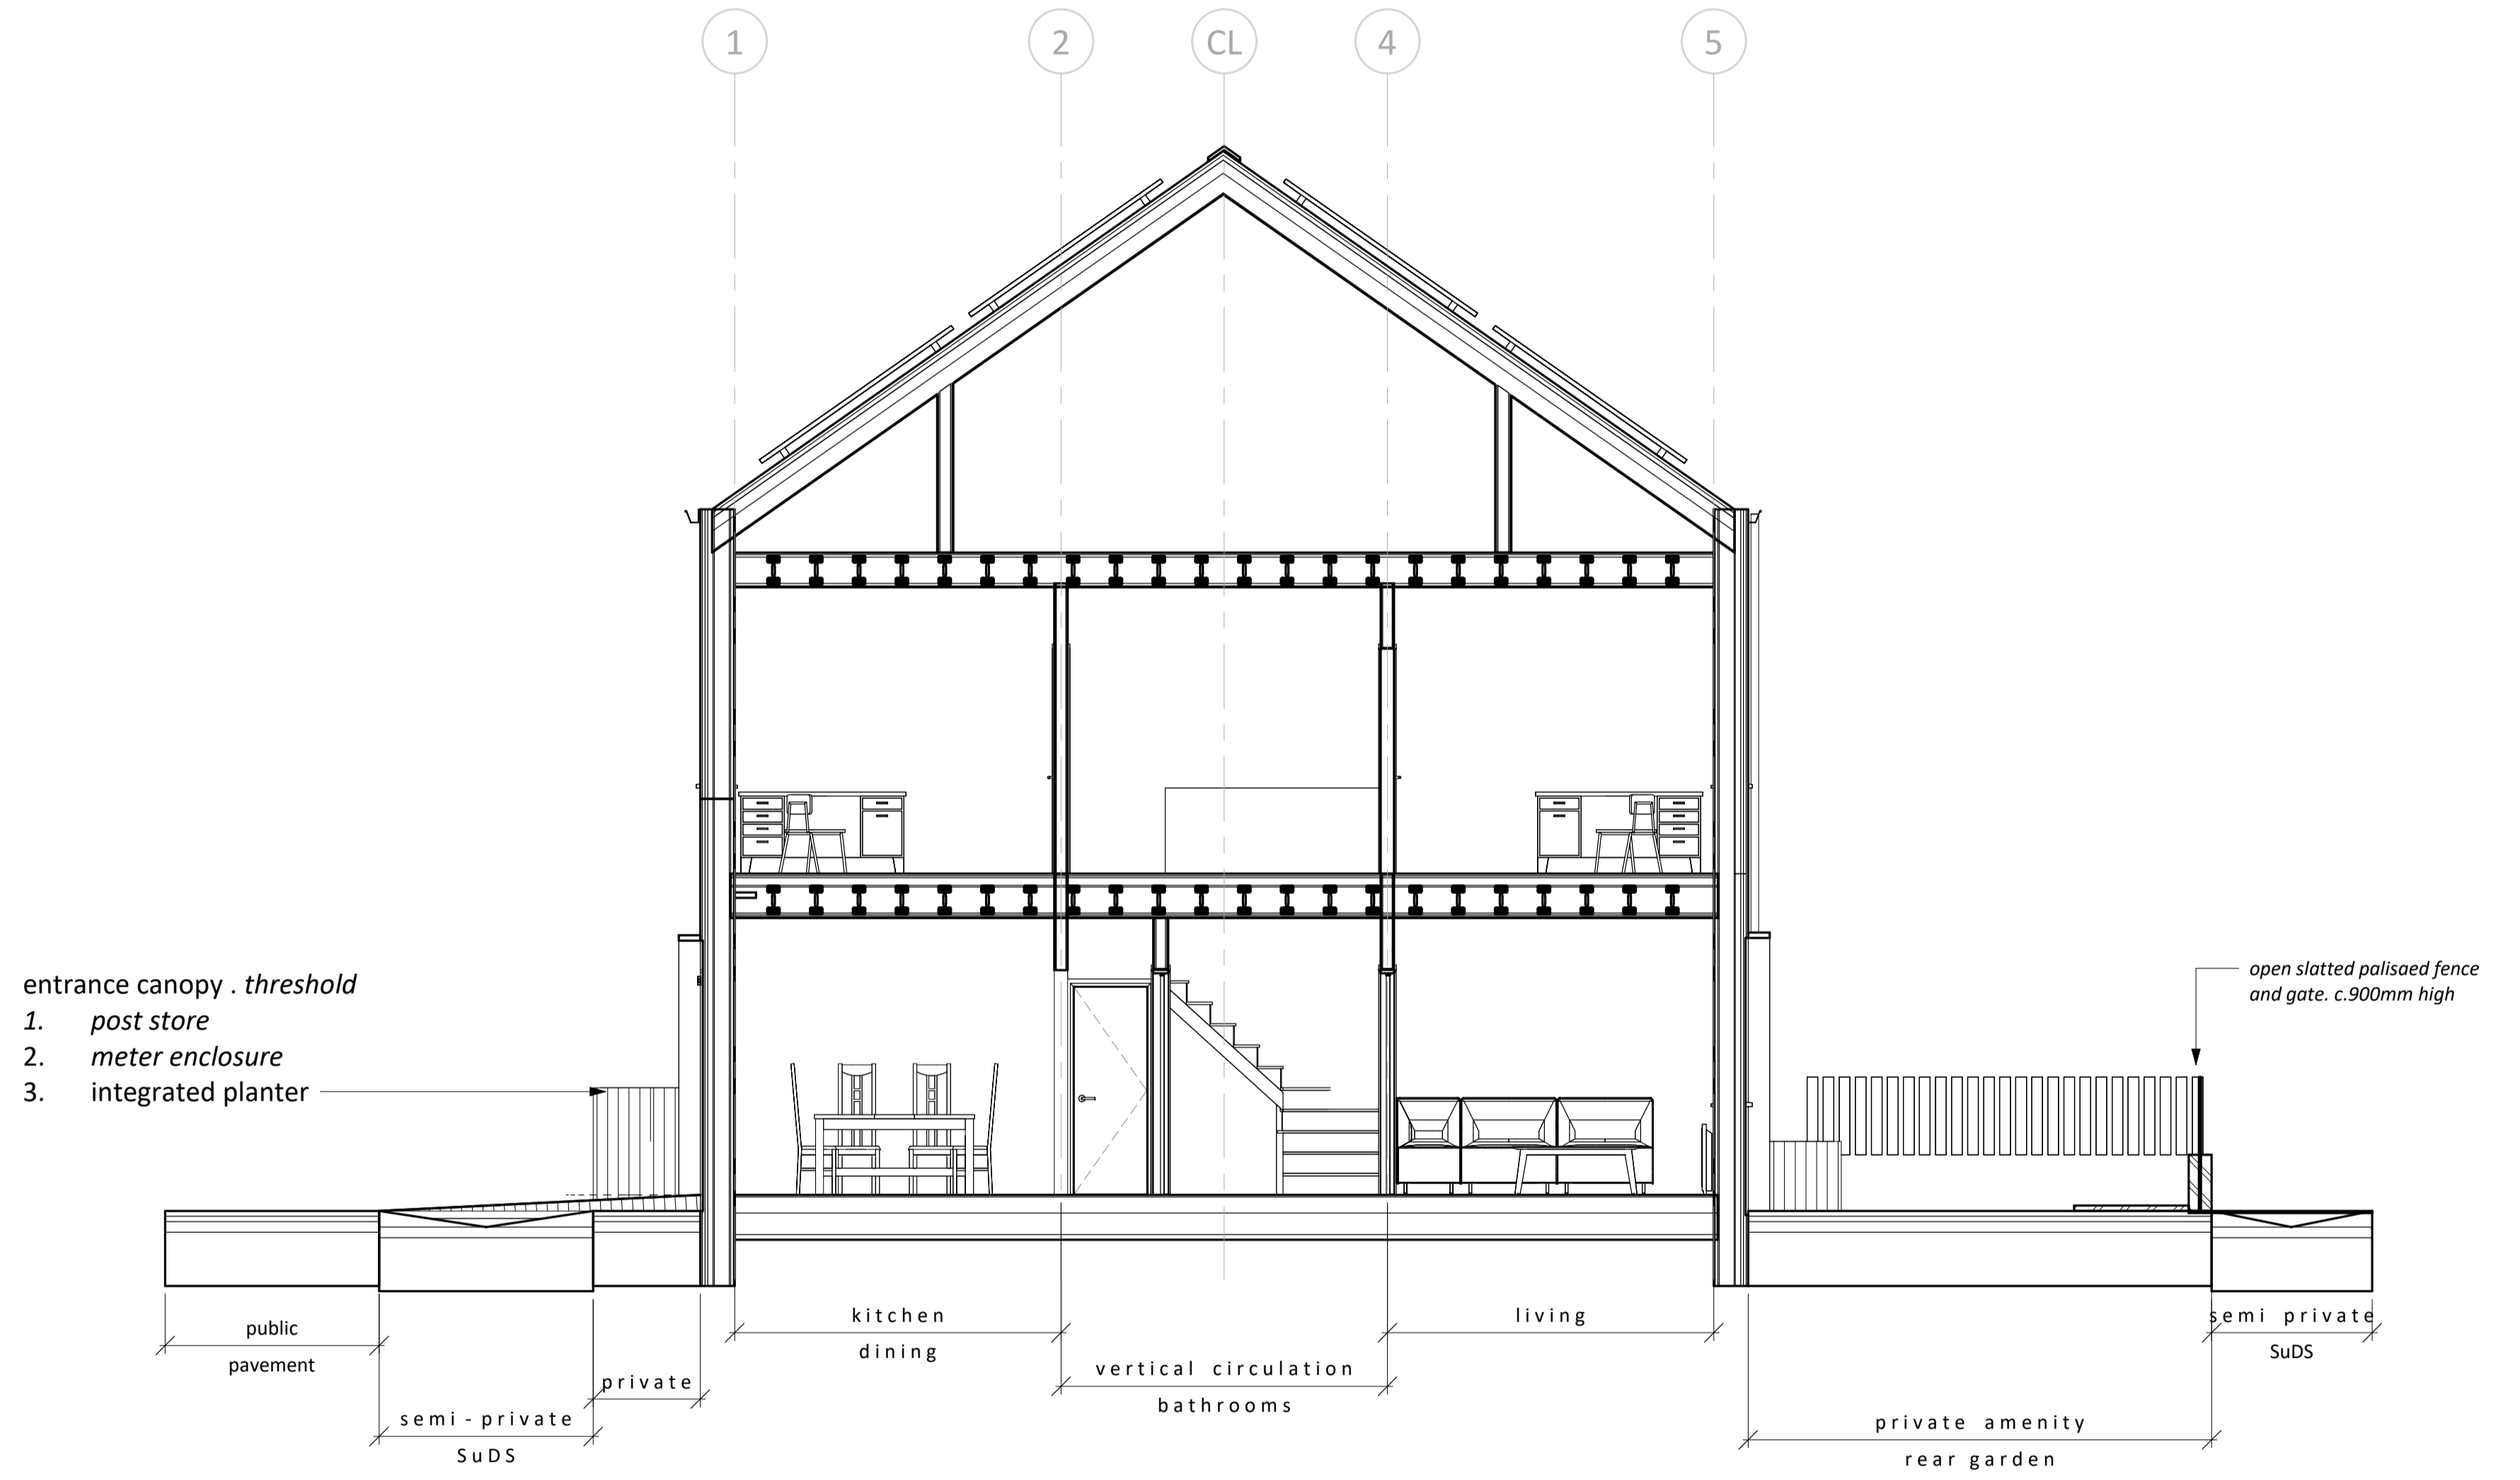 1 2 CL 4 5
entrance canopy . threshold
1. post store
2. meter enclosure
3. integrated planter
open slatted palisaed fence
and gate. c.900mm high
public
pavement
semi-private
SuDS
private
kitchen
dining
vertical circulation
bathrooms
living
private amenity
rear garden
semi private
SuDS